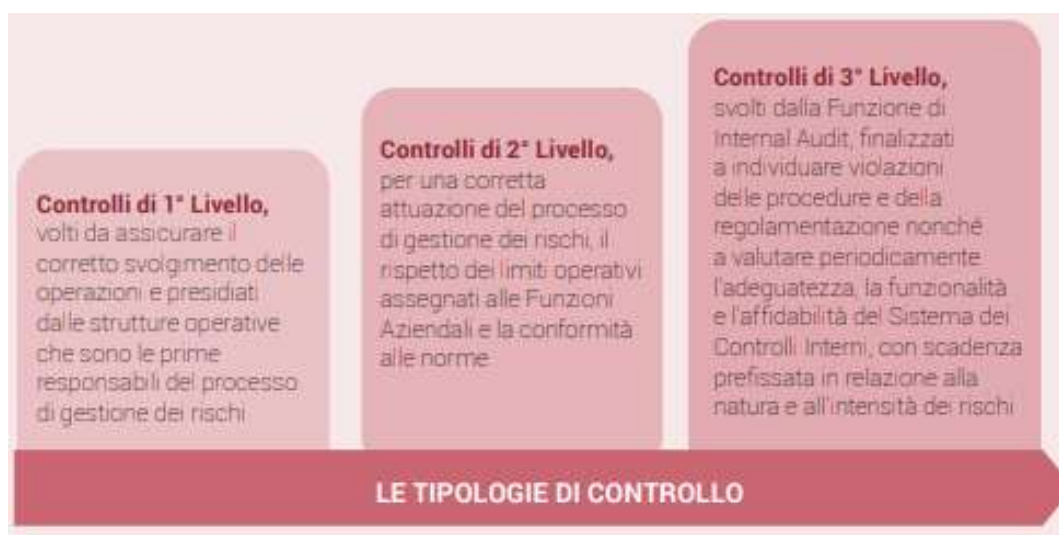 Controlli di 1° Livello,
volti da assicurare il
corretto svolgimento delle
operazioni e presidiati
dalle strutture operative
che sono le prime
responsabili del processo
di gestione dei rischi
Controlli di 2° Livello,
per una corretta
attuazione del processo
di gestione dei rischi, il
rispetto dei limiti operativi
assegnati alle Funzioni
Aziendali e la conformità
alle norme
Controlli di 3° Livello,
svolti dalla Funzione di
Internal Audit, finalizzati
a individuare violazioni
delle procedure e della
regolamentazione nonché
a valutare periodicamente
l'adeguatezza, la funzionalità
e l'affidabilità del Sistema dei
Controlli Interni, con scadenza
prefissata in relazione alla
natura e all'intensità dei rischi
LE TIPOLOGIE DI CONTROLLO